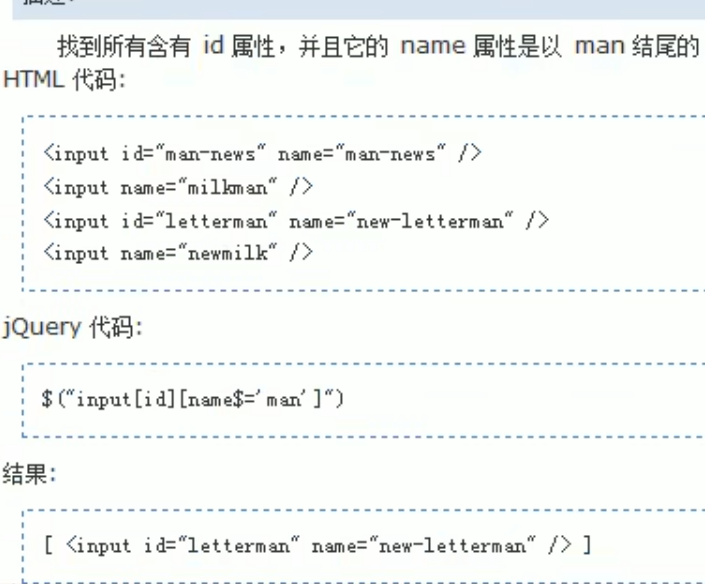 找到所有含有 id 属性，并且它的 name 属性是以 man 结尾的
HTML 代码:
<input id="man-news" name="man-news" />
<input name="milkman" />
<input id="letterman" name="new-letterman" />
<input name="newmilk" />
jQuery 代码:
$("input[id][name$='man']")
结果:
[ <input id="letterman" name="new-letterman" /> ]